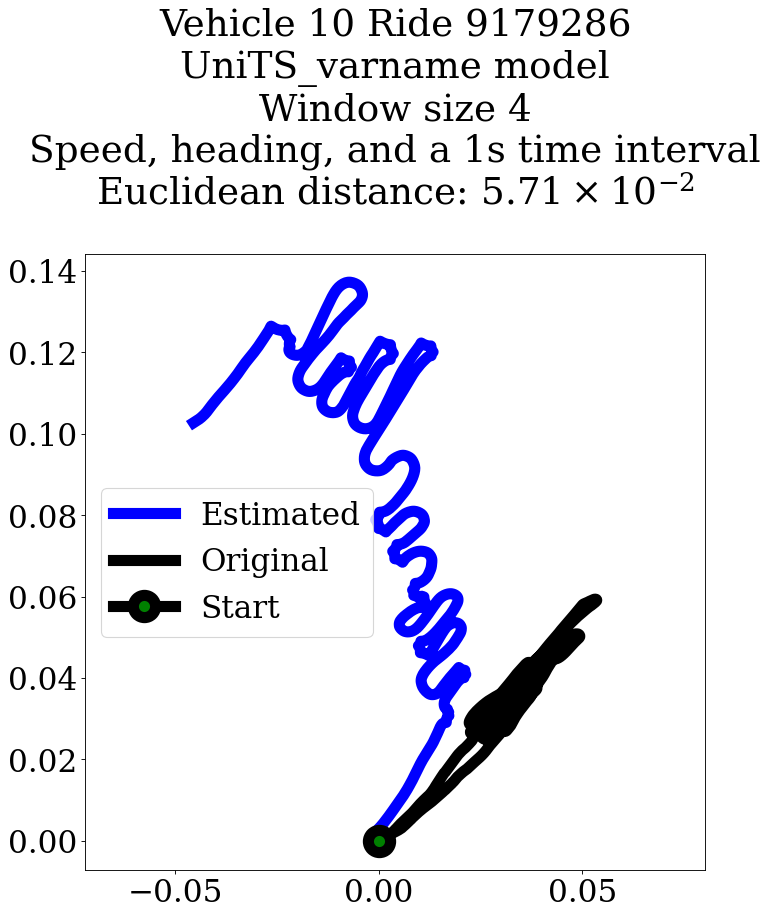 Vehicle 10 Ride 9179286
UniTS_varname model
Window size 4
Speed, heading, and a 1s time interval
Euclidean distance: 5.71 × 10⁻²
0.14
0.12
0.10
0.08
0.06
0.04
0.02
0.00
Estimated
Original
Start
−0.05 0.00 0.05